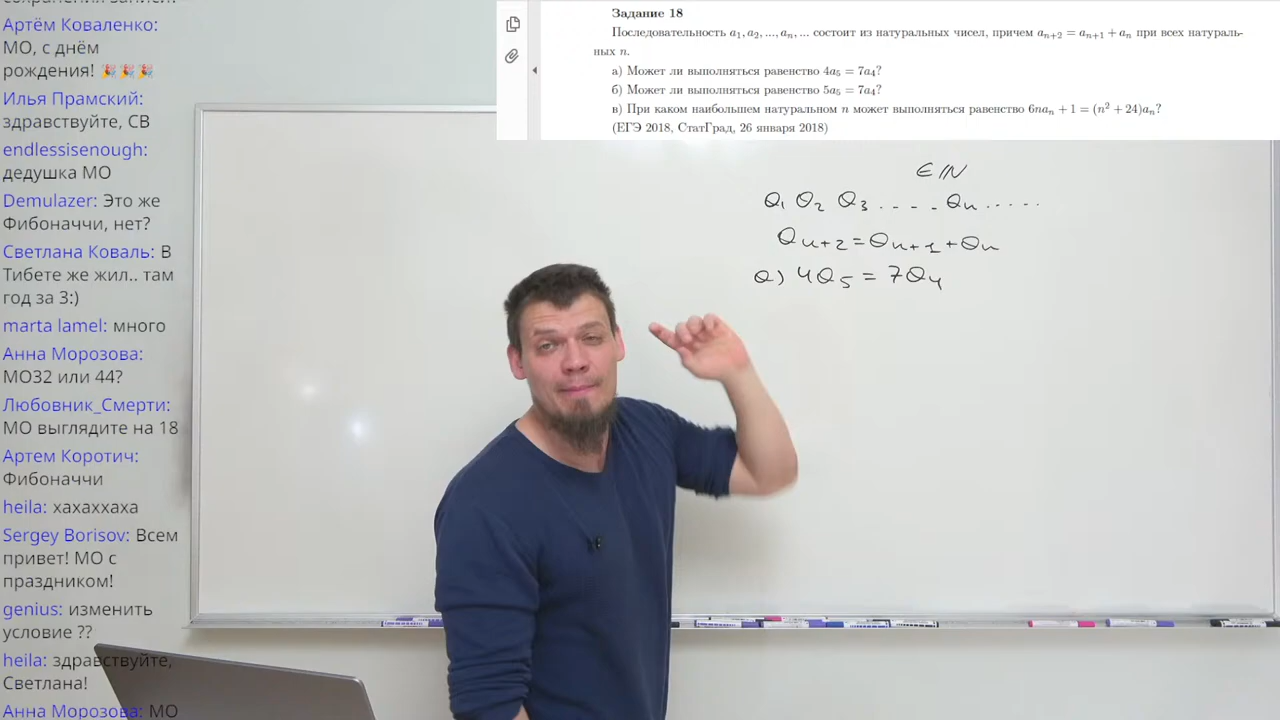 сохранения записи.
Артём Коваленко:
МО, с днём
рождения! 🎉🎉🎉
Илья Прамский:
здравствуйте, СВ
endlessisenough:
дедушка МО
Demulazer: Это же
Фибоначчи, нет?
Светлана Коваль: В
Тибете же жил.. там
год за 3:)
marta lamel: много
Анна Морозова:
МО32 или 44?
Любовник_Смерти:
МО выглядите на 18
Артем Коротич:
Фибоначчи
heila: хахаххаха
Sergey Borisov: Всем
привет! МО с
праздником!
genius: изменить
условие ??
heila: здравствуйте,
Светлана!
Анна Морозова: МО
Задание 18
Последовательность a₁, a₂, ..., aₙ, ... состоит из натуральных чисел, причем aₙ₊₂ = aₙ₊₁ + aₙ при всех натураль-
ных n.
а) Может ли выполняться равенство 4a₅ = 7a₄?
б) Может ли выполняться равенство 5a₅ = 7a₄?
в) При каком наибольшем натуральном n может выполняться равенство 6naₙ + 1 = (n² + 24)aₙ?
(ЕГЭ 2018, СтатГрад, 26 января 2018)
∈ ℕ
a₁ a₂ a₃ . - - . aₙ .....
aₙ₊₂ = aₙ₊₁ + aₙ
а) 4a₅ = 7a₄